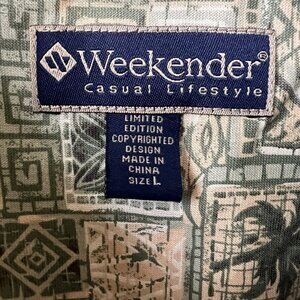 Weekender®
Casual Lifestyle
LIMITED
EDITION
COPYRIGHTED
DESIGN
MADE IN
CHINA
SIZE L